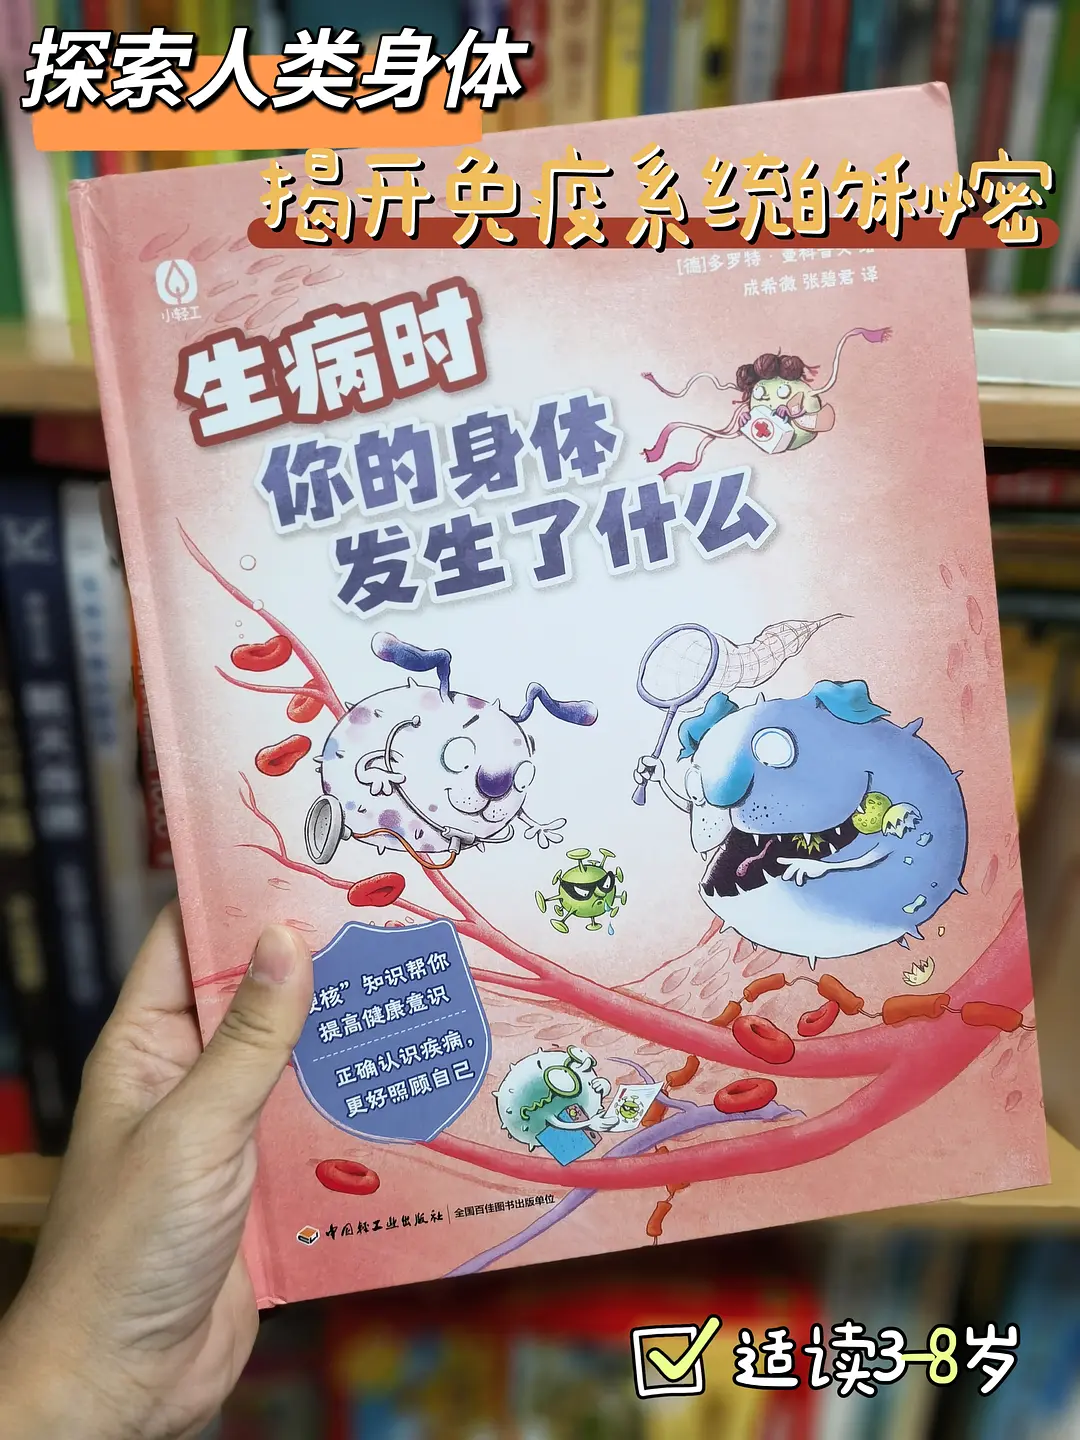 探索人类身体
揭开免疫系统的秘密
[德]多罗特·
成希微 张碧君 译
小轻工
生病时
你的身体
发生了什么
核”知识帮你
提高健康意识
正确认识疾病，
更好照顾自己
中国轻工业出版社 全国百佳图书出版单位
适读3-8岁